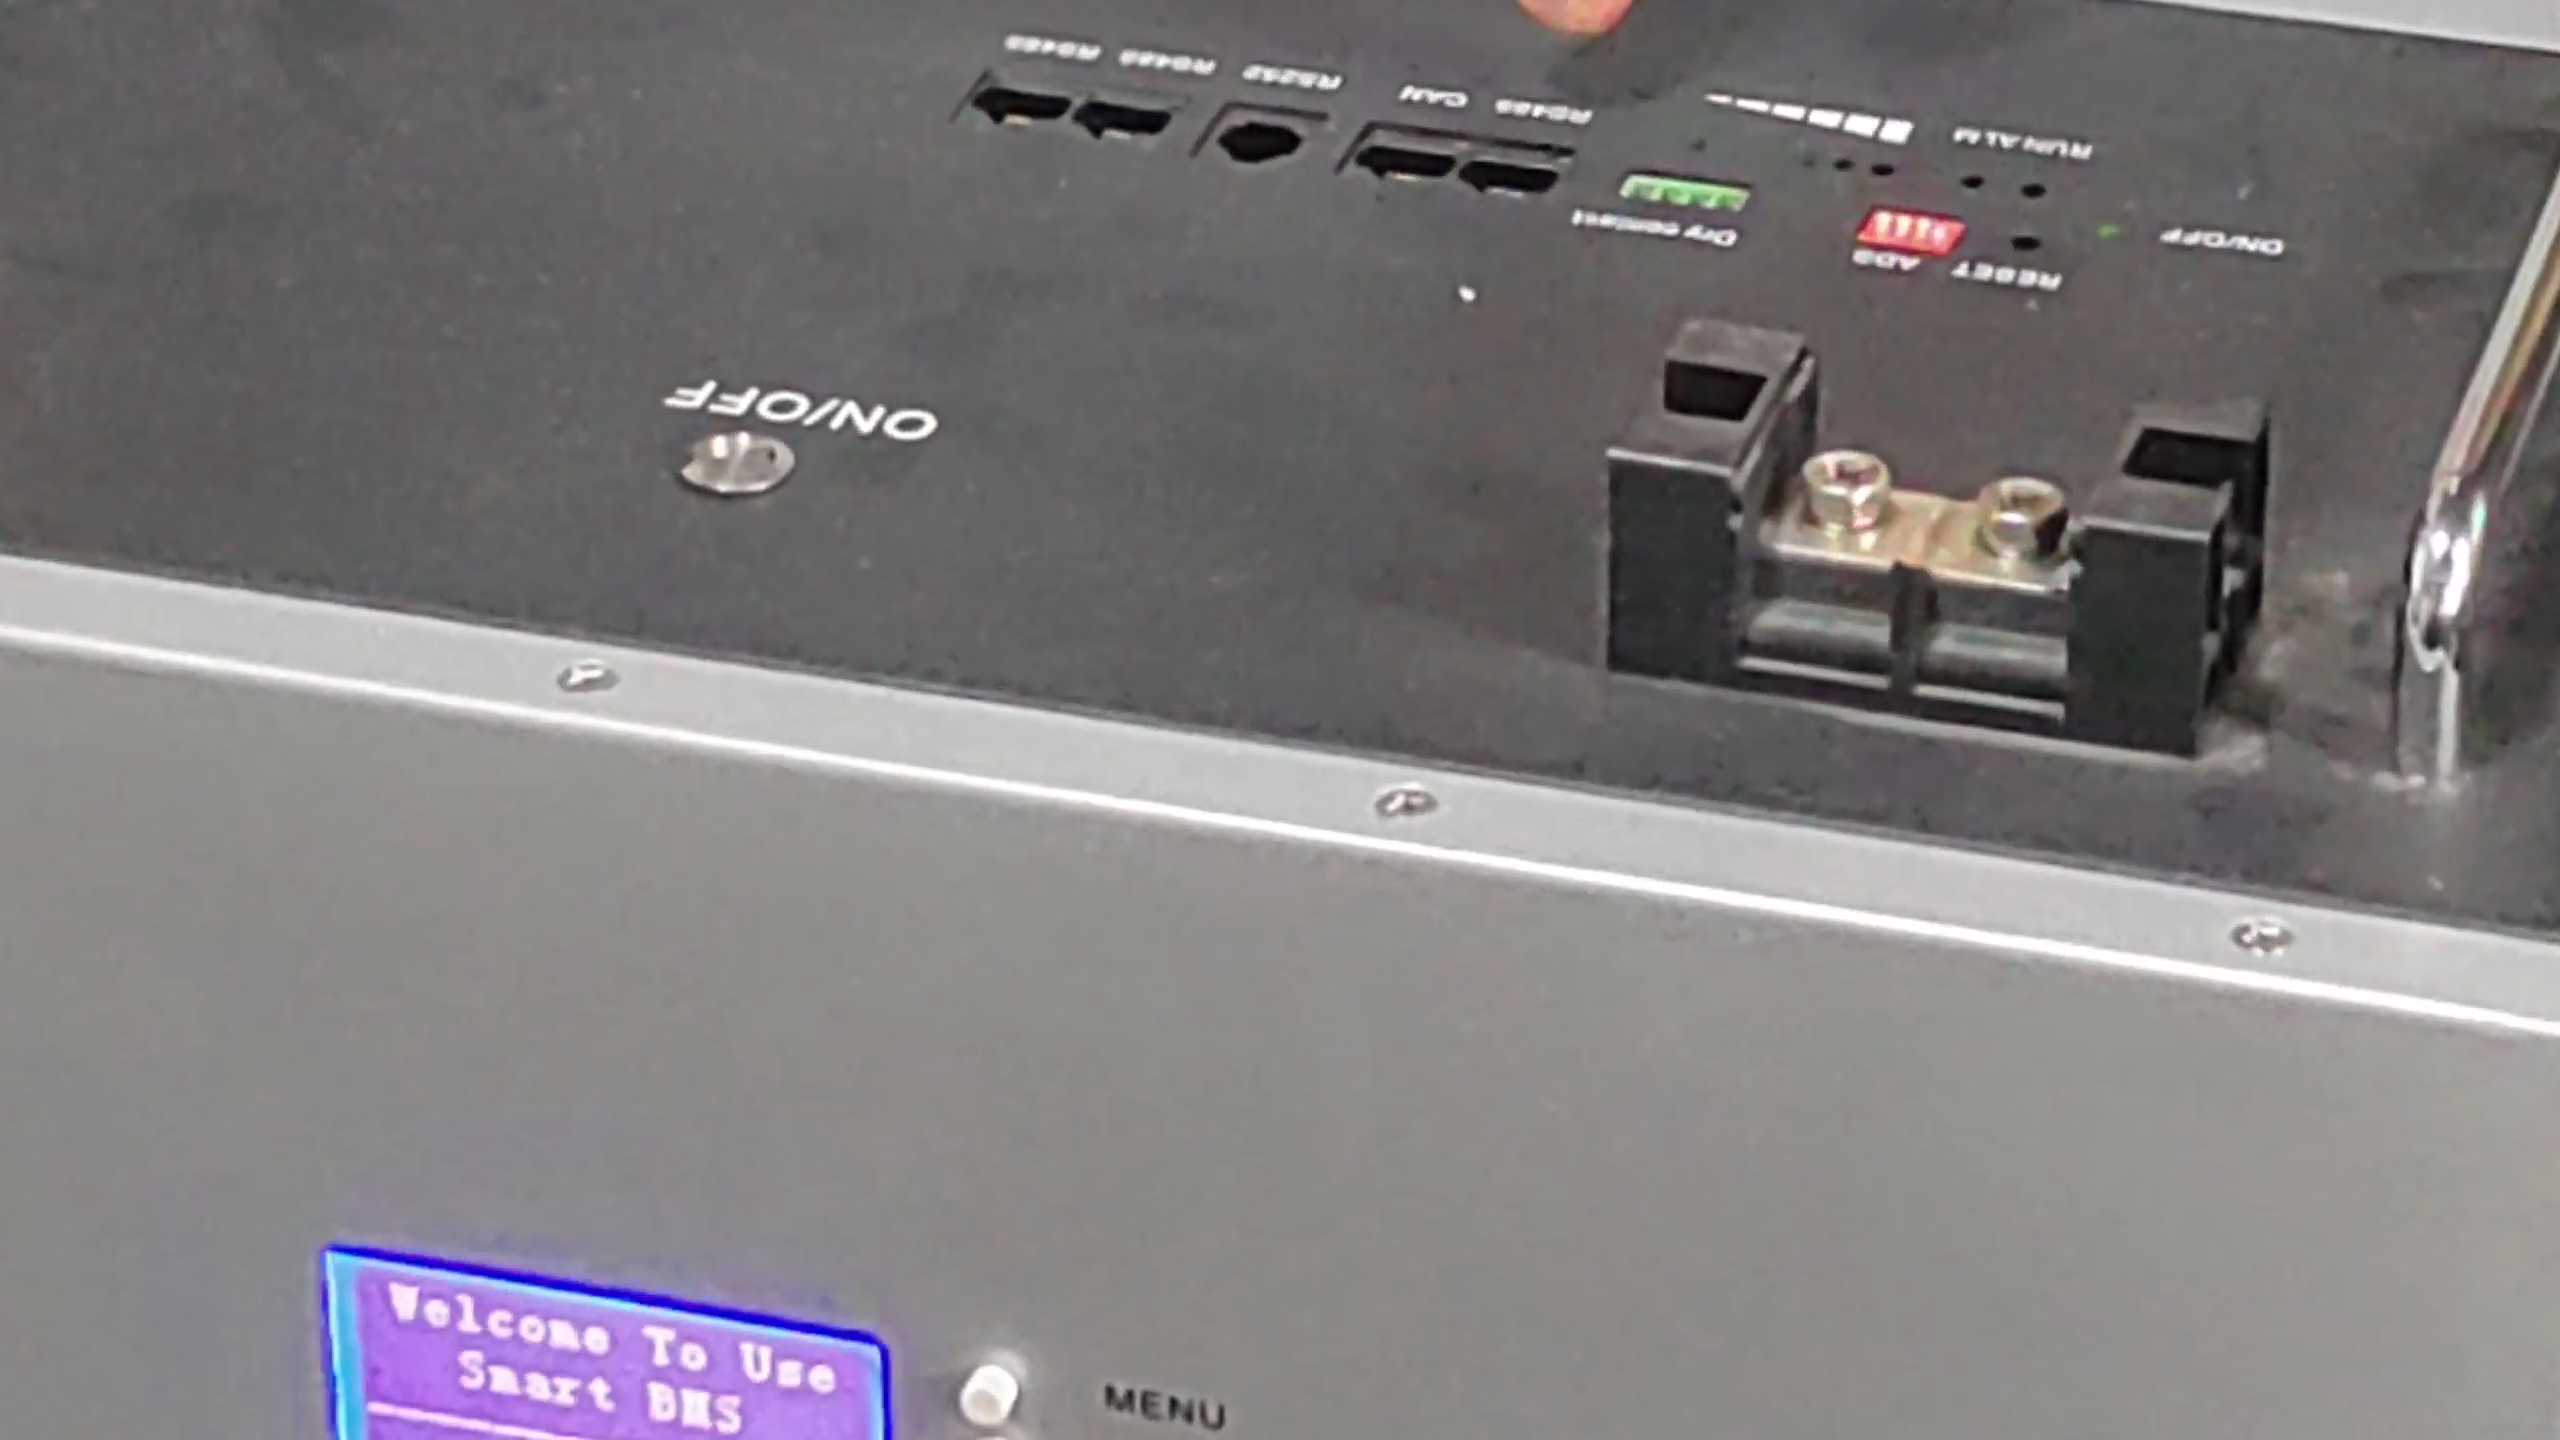 RS485 RS485 RS232 CAN RS485
RUN ALM
Dry contact
ADS RESET
ON/OFF
ON/OFF
Welcome To Use
Smart BMS
MENU